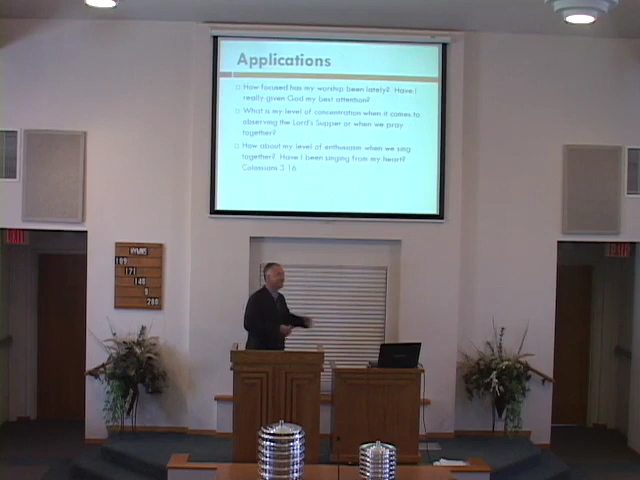 Applications
How focused has my worship been lately? Have I
really given God my best attention?
What is my level of concentration when it comes to
observing the Lord's Supper or when we pray
together?
How about my level of enthusiasm when we sing
together? Have I been singing from my heart?
Colossians 3:16
EXIT
HYMNS
109
171
148
9
200
EXIT